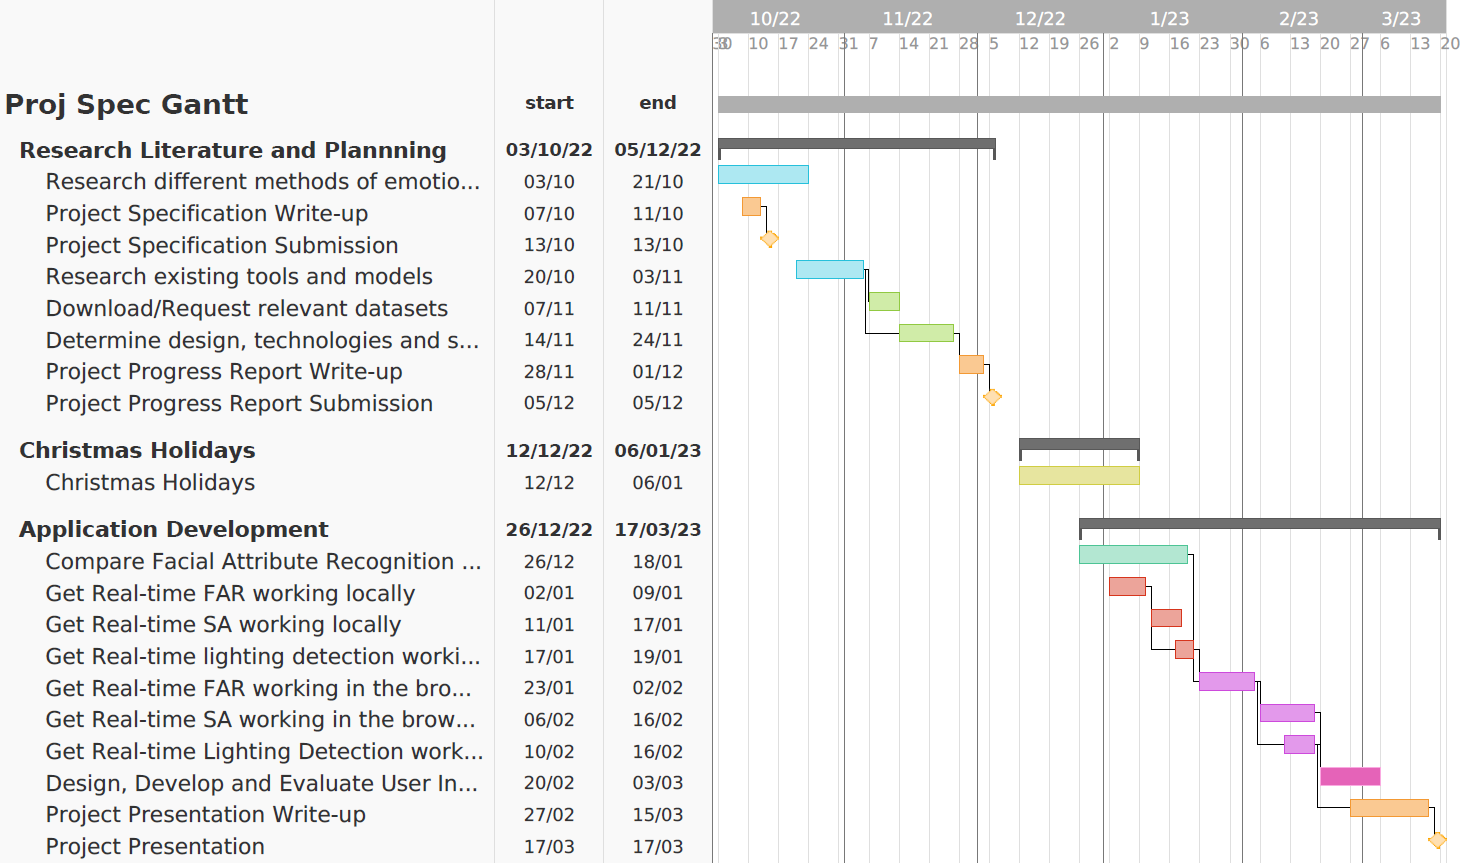 10/22 11/22 12/22 1/23 2/23 3/23
30 3 10 17 24 31 7 14 21 28 5 12 19 26 2 9 16 23 30 6 13 20 27 6 13 20
Proj Spec Gantt start end
Research Literature and Plannning 03/10/22 05/12/22
Research different methods of emotio... 03/10 21/10
Project Specification Write-up 07/10 11/10
Project Specification Submission 13/10 13/10
Research existing tools and models 20/10 03/11
Download/Request relevant datasets 07/11 11/11
Determine design, technologies and s... 14/11 24/11
Project Progress Report Write-up 28/11 01/12
Project Progress Report Submission 05/12 05/12
Christmas Holidays 12/12/22 06/01/23
Christmas Holidays 12/12 06/01
Application Development 26/12/22 17/03/23
Compare Facial Attribute Recognition ... 26/12 18/01
Get Real-time FAR working locally 02/01 09/01
Get Real-time SA working locally 11/01 17/01
Get Real-time lighting detection worki... 17/01 19/01
Get Real-time FAR working in the bro... 23/01 02/02
Get Real-time SA working in the brow... 06/02 16/02
Get Real-time Lighting Detection work... 10/02 16/02
Design, Develop and Evaluate User In... 20/02 03/03
Project Presentation Write-up 27/02 15/03
Project Presentation 17/03 17/03